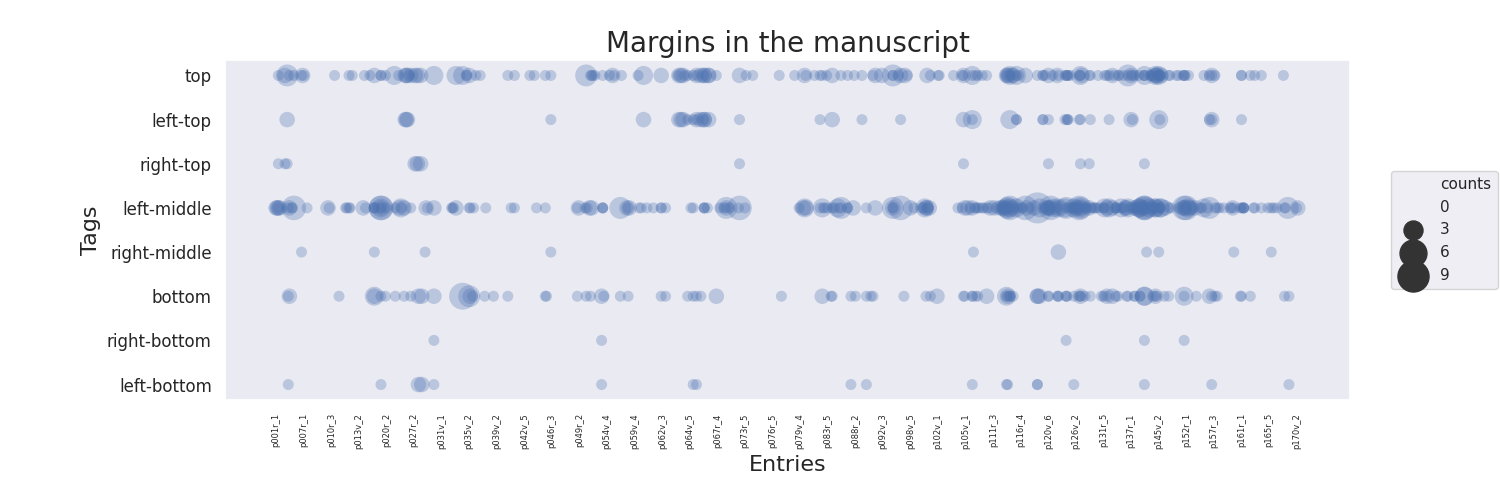 Margins in the manuscript
Tags
top
left-top
right-top
left-middle
right-middle
bottom
right-bottom
left-bottom
p001r_1 p007r_1 p010r_3 p013v_2 p020r_2 p027r_2 p031v_1 p035v_2 p039v_2 p042v_5 p046r_3 p049r_2 p054v_4 p059v_4 p062v_3 p064v_5 p067r_4 p073r_5 p076r_5 p079v_4 p083r_5 p088r_2 p092v_3 p098v_5 p102v_1 p105v_1 p111r_3 p116r_4 p120v_6 p126v_2 p131r_5 p137r_1 p145v_2 p152r_1 p157r_3 p161r_1 p165r_5 p170v_2
Entries
counts
0
3
6
9